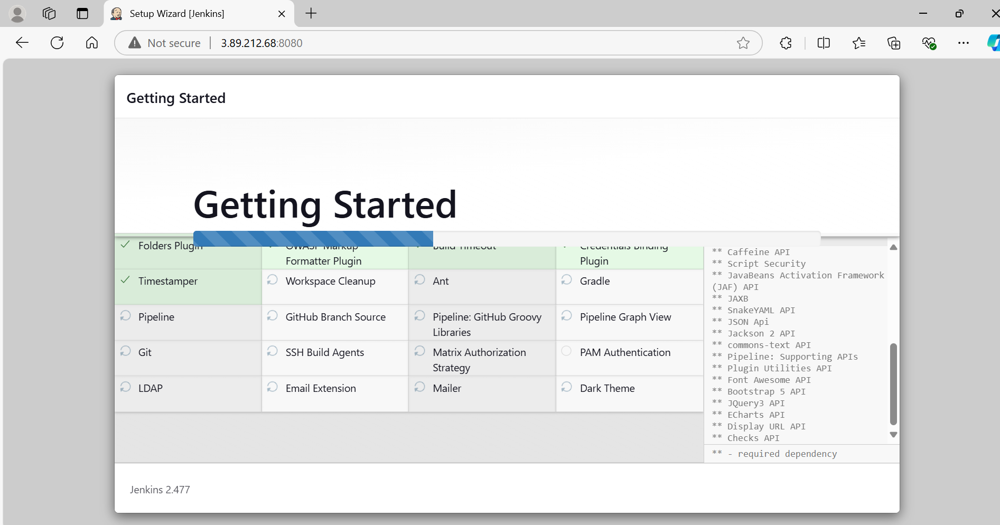 Setup Wizard [Jenkins]
Not secure
3.89.212.68:8080
Getting Started
Getting Started
Folders Plugin
OWASP Markup
Formatter Plugin
Build Timeout
Credentials Binding
Plugin
Timestamper
Workspace Cleanup
Ant
Gradle
Pipeline
GitHub Branch Source
Pipeline: GitHub Groovy
Libraries
Pipeline Graph View
Git
SSH Build Agents
Matrix Authorization
Strategy
PAM Authentication
LDAP
Email Extension
Mailer
Dark Theme
** Caffeine API
** Script Security
** JavaBeans Activation Framework
(JAF) API
** JAXB
** SnakeYAML API
** JSON Api
** Jackson 2 API
** commons-text API
** Pipeline: Supporting APIs
** Plugin Utilities API
** Font Awesome API
** Bootstrap 5 API
** JQuery3 API
** ECharts API
** Display URL API
** Checks API
** - required dependency
Jenkins 2.477